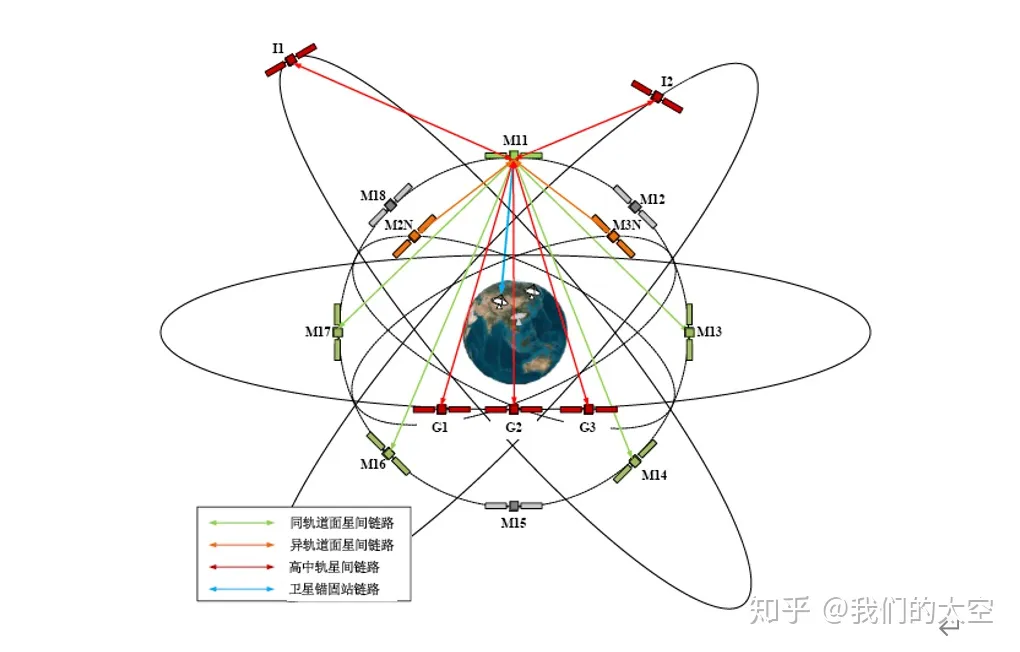 I1
I2
M11
M18
M12
M2N
M3N
M17
M13
G1
G2
G3
M16
M14
M15
同轨道面星间链路
异轨道面星间链路
高中轨星间链路
卫星锚固站链路
知乎 @我们的太空